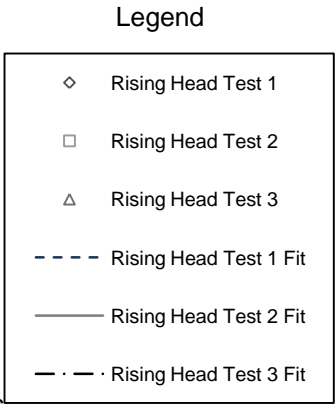 Legend
Rising Head Test 1
Rising Head Test 2
Rising Head Test 3
Rising Head Test 1 Fit
Rising Head Test 2 Fit
Rising Head Test 3 Fit